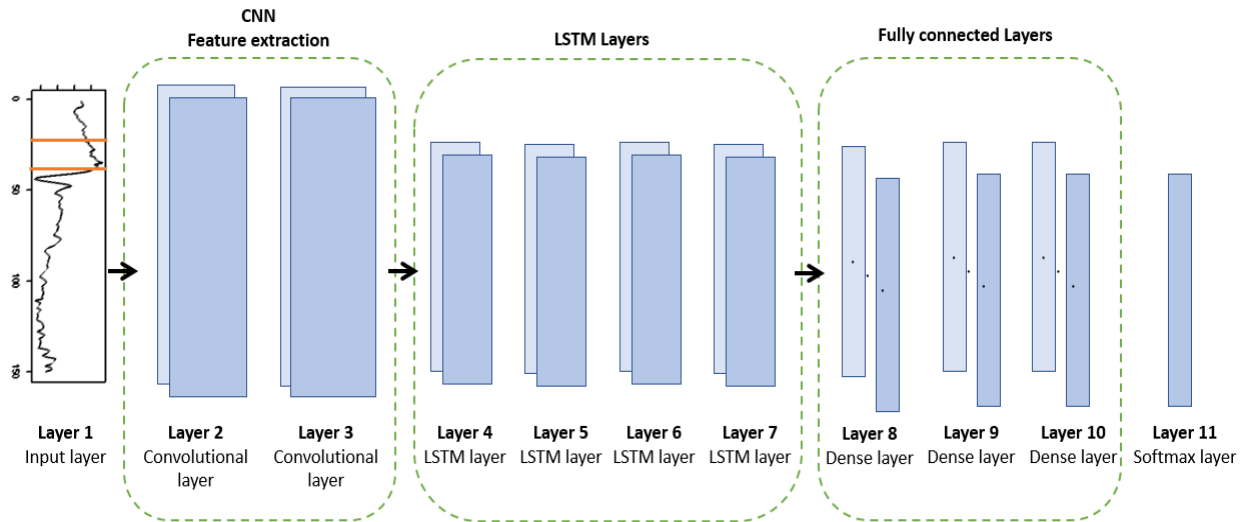 CNN
Feature extraction
LSTM Layers
Fully connected Layers
0
50
100
150
Layer 1
Input layer
Layer 2
Convolutional
layer
Layer 3
Convolutional
layer
Layer 4
LSTM layer
Layer 5
LSTM layer
Layer 6
LSTM layer
Layer 7
LSTM layer
Layer 8
Dense layer
Layer 9
Dense layer
Layer 10
Dense layer
Layer 11
Softmax layer